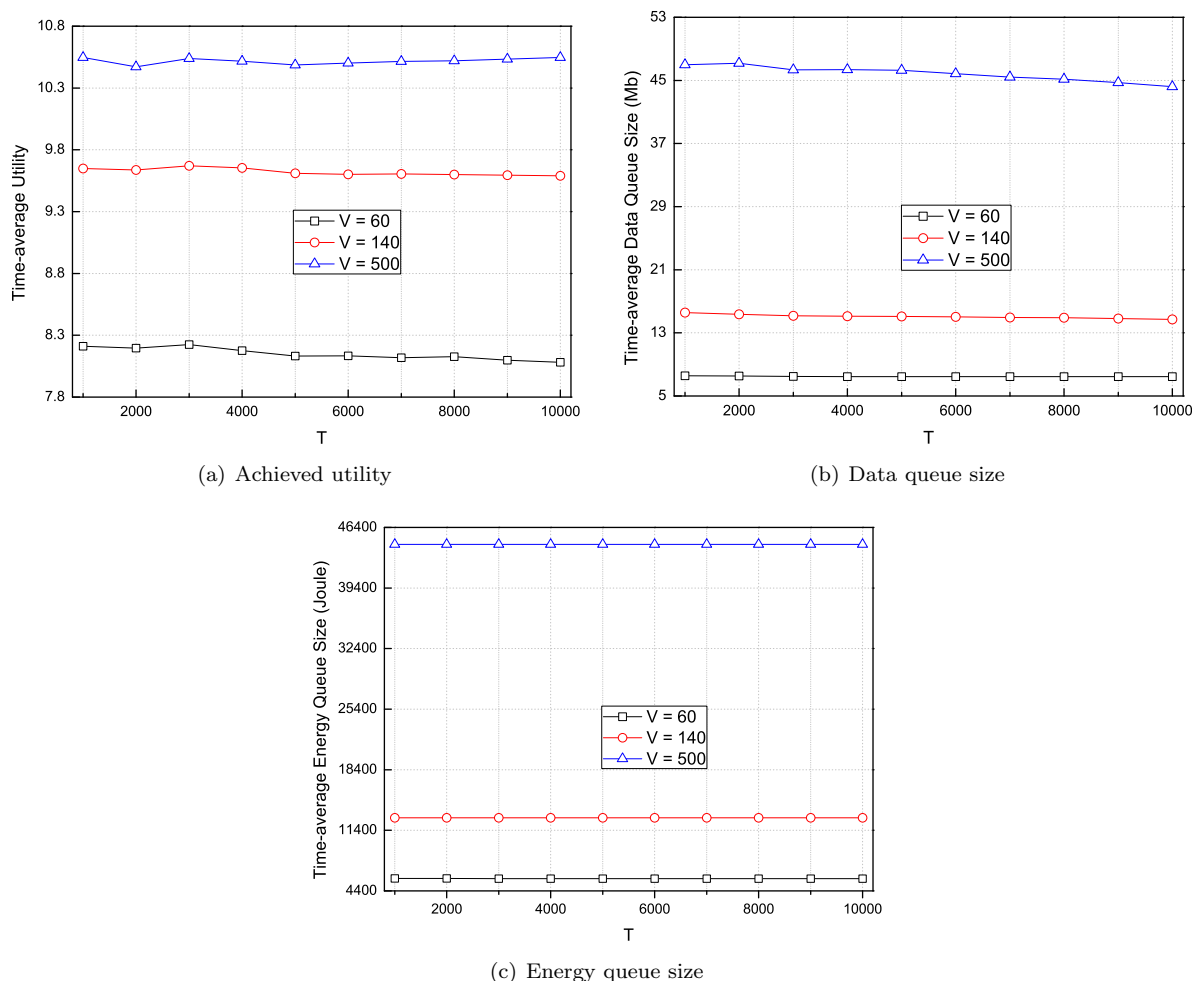 10.8
10.3
9.8
9.3
8.8
8.3
7.8
Time-average Utility
V = 60
V = 140
V = 500
2000 4000 6000 8000 10000
T
(a) Achieved utility
53
45
37
29
21
13
5
Time-average Data Queue Size (Mb)
V = 60
V = 140
V = 500
2000 4000 6000 8000 10000
T
(b) Data queue size
46400
39400
32400
25400
18400
11400
4400
Time-average Energy Queue Size (Joule)
V = 60
V = 140
V = 500
2000 4000 6000 8000 10000
T
(c) Energy queue size